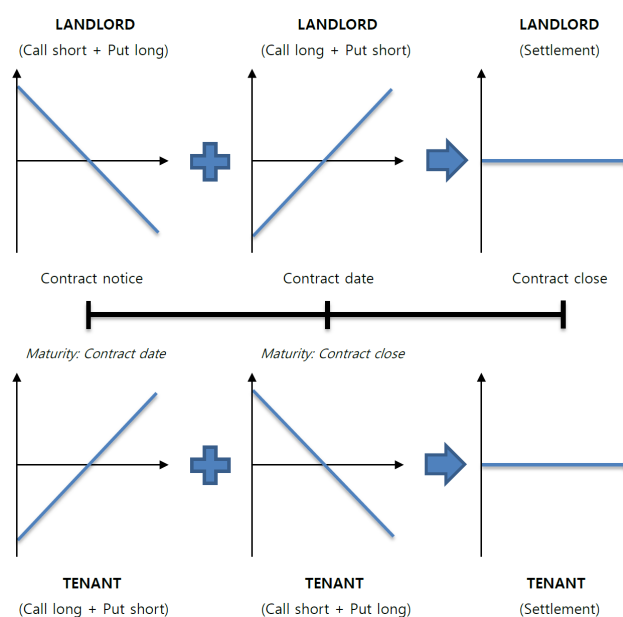 LANDLORD
(Call short + Put long)
LANDLORD
(Call long + Put short)
LANDLORD
(Settlement)
Contract notice
Contract date
Contract close
Maturity: Contract date
Maturity: Contract close
TENANT
(Call long + Put short)
TENANT
(Call short + Put long)
TENANT
(Settlement)